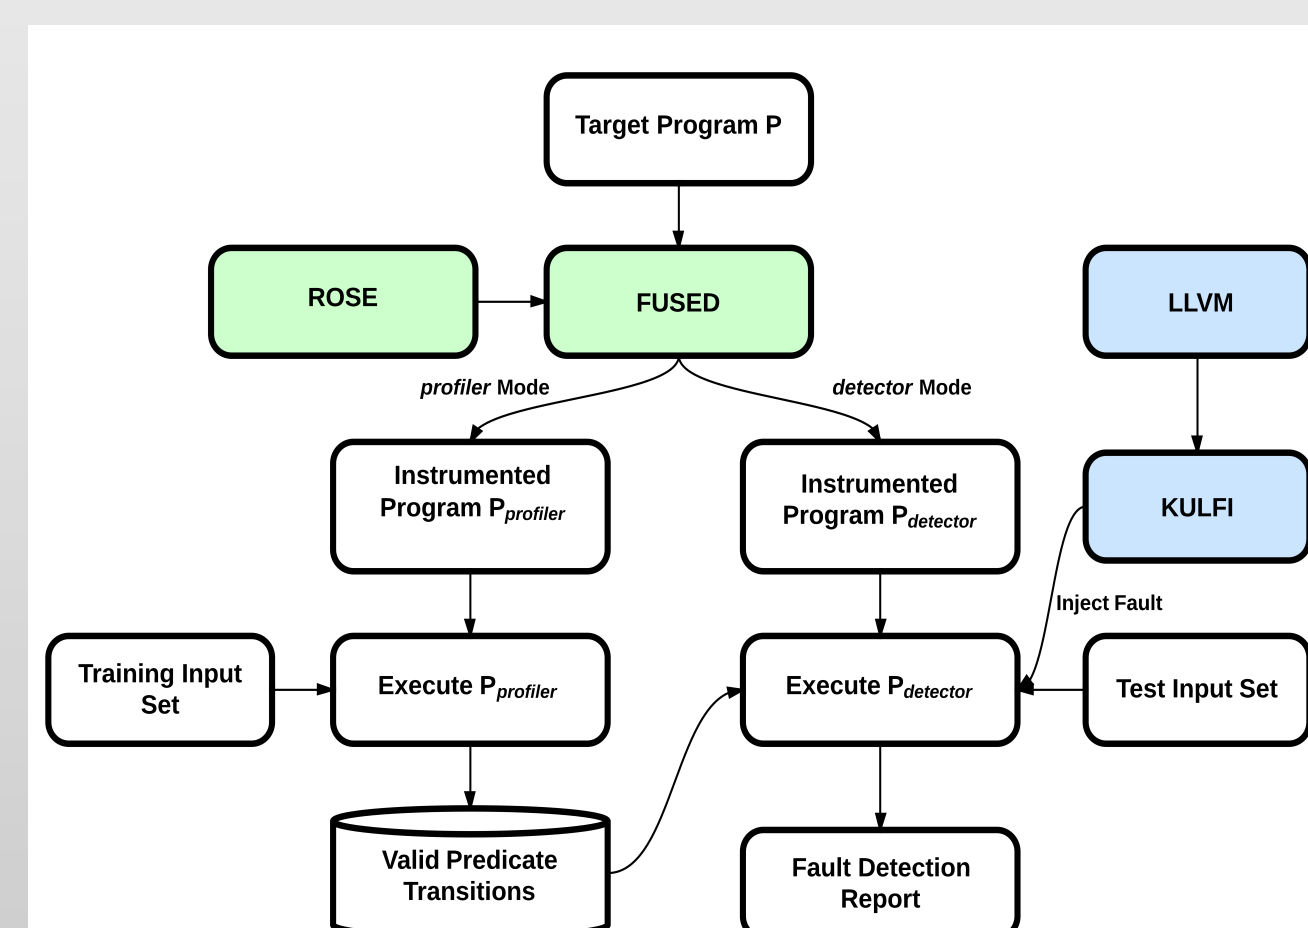 Target Program P
ROSE
FUSED
LLVM
profiler Mode
detector Mode
Instrumented
Program Pprofiler
Instrumented
Program Pdetector
KULFI
Inject Fault
Training Input
Set
Execute Pprofiler
Execute Pdetector
Test Input Set
Valid Predicate
Transitions
Fault Detection
Report